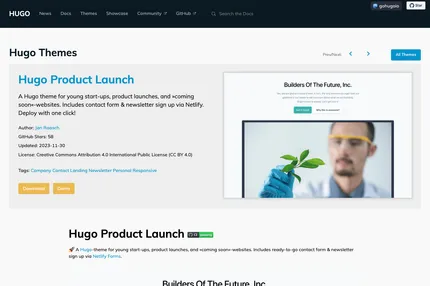 gohugoio
Star
HUGO
News
Docs
Themes
Showcase
Community
GitHub
Search the Docs
Hugo Themes
Prev/Next
All Themes
Hugo Product Launch
A Hugo theme for young start-ups, product launches, and »coming
soon«-websites. Includes contact form & newsletter sign up via Netlify.
Deploy with one click!
Author: Jan Raasch
GitHub Stars: 58
Updated: 2023-11-30
License: Creative Commons Attribution 4.0 International Public License (CC BY 4.0)
Tags: Company Contact Landing Newsletter Personal Responsive
Download
Demo
Builders Of The Future, Inc.
Hugo Product Launch
🚀 A Hugo-theme for young start-ups, product launches, and »coming soon«-websites. Includes ready-to-go contact form & newsletter
sign up via Netlify Forms.
Builders Of The Future, Inc.